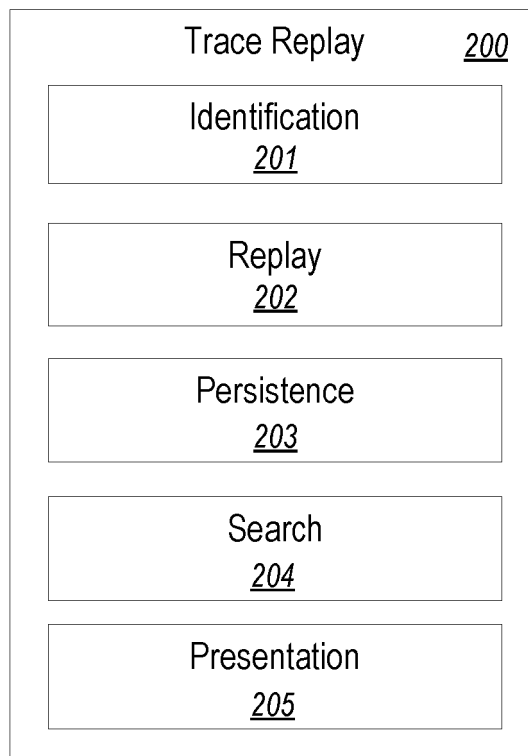 Trace Replay 200
Identification
201
Replay
202
Persistence
203
Search
204
Presentation
205